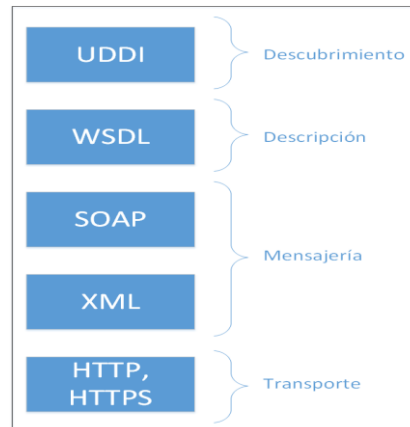 UDDI
Descubrimiento
WSDL
Descripción
SOAP
Mensajería
XML
HTTP,
HTTPS
Transporte